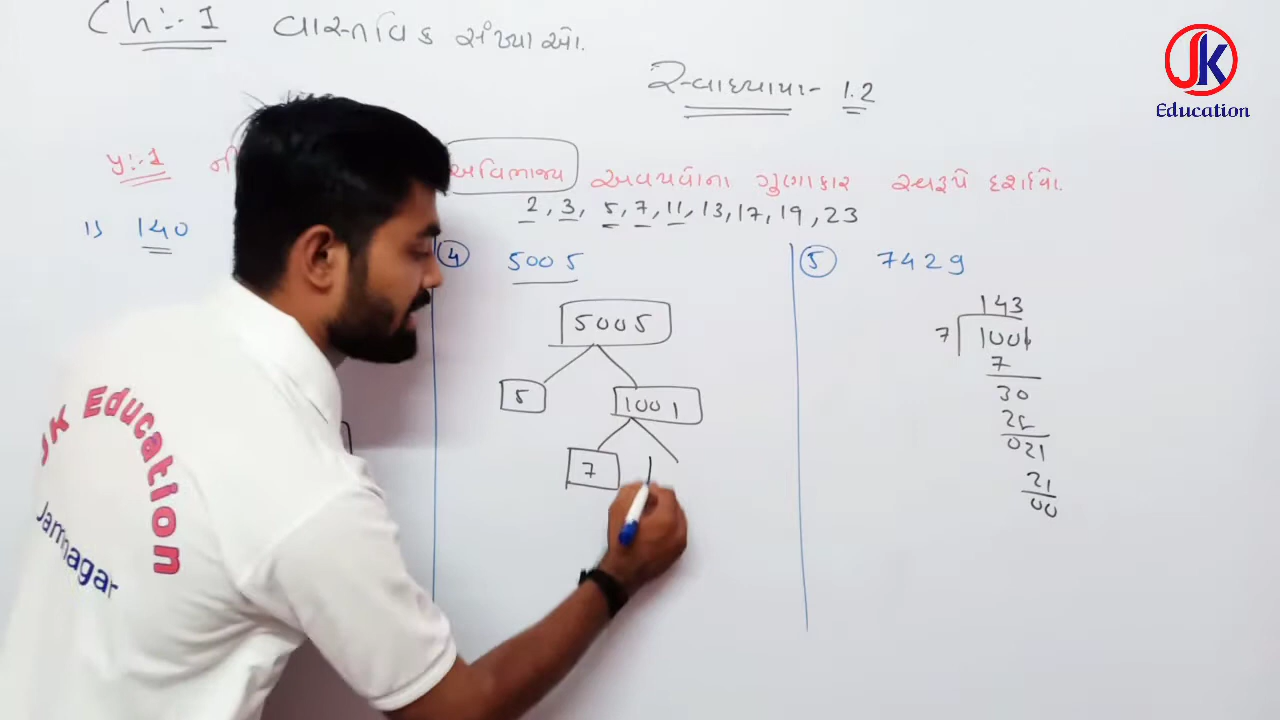 Ch:- 1 વાસ્તવિક સંખ્યાઓ.
સ્વાધ્યાય:- 1.2
પ્ર:-1 અવિભાજ્ય અવયવોના ગુણાકાર સ્વરૂપે દર્શાવો.
2, 3, 5, 7, 11, 13, 17, 19, 23
1) 140
4 5005
5005
5 1001
7
5 7429
143
7 1001
7
30
28
021
21
00
JK
Education
JK Education
Jamnagar